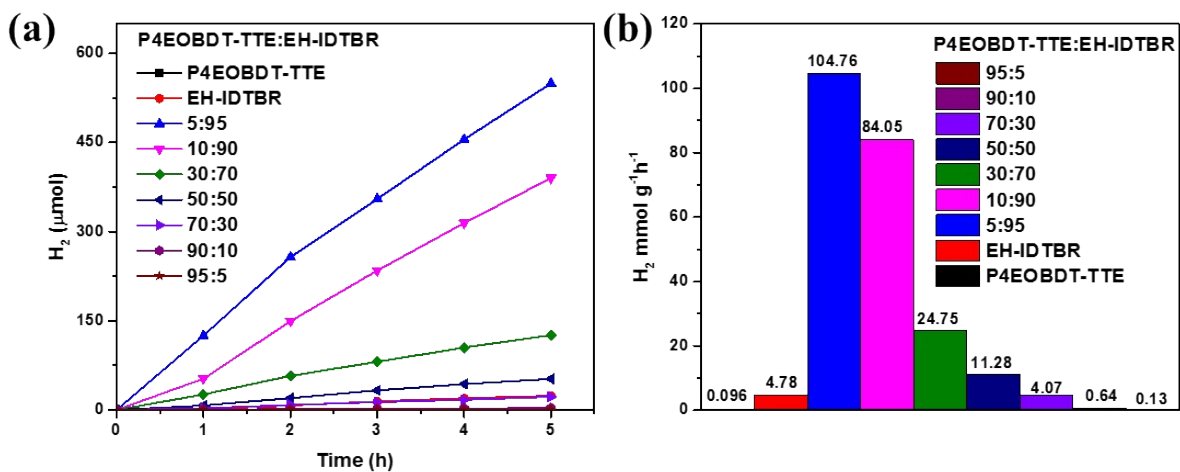 (a)
P4EOBDT-TTE:EH-IDTBR
P4EOBDT-TTE
EH-IDTBR
5:95
10:90
30:70
50:50
70:30
90:10
95:5
600
450
300
150
0
H₂ (μmol)
0 1 2 3 4 5
Time (h)
(b)
P4EOBDT-TTE:EH-IDTBR
95:5
90:10
70:30
50:50
30:70
10:90
5:95
EH-IDTBR
P4EOBDT-TTE
120
100
80
60
40
20
0
H₂ mmol g⁻¹h⁻¹
0.096
4.78
104.76
84.05
24.75
11.28
4.07
0.64
0.13